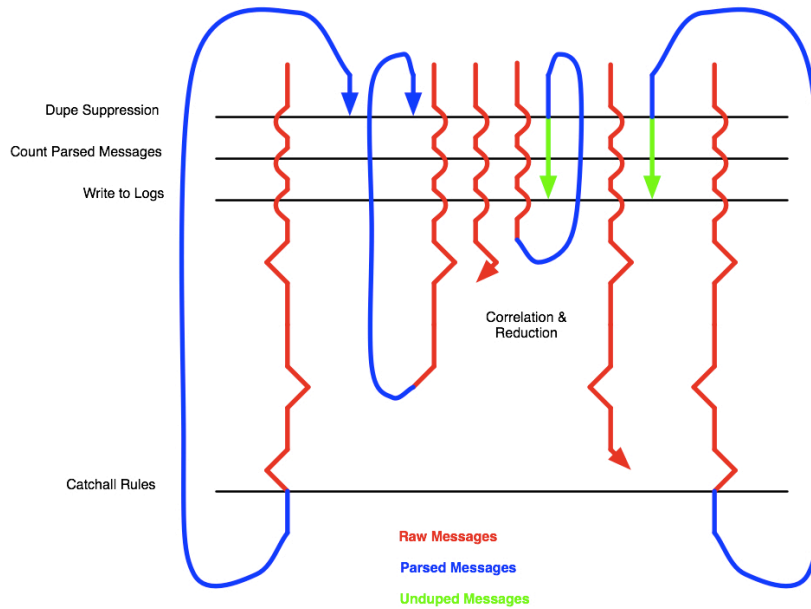 Dupe Suppression
Count Parsed Messages
Write to Logs
Correlation &
Reduction
Catchall Rules
Raw Messages
Parsed Messages
Unduped Messages